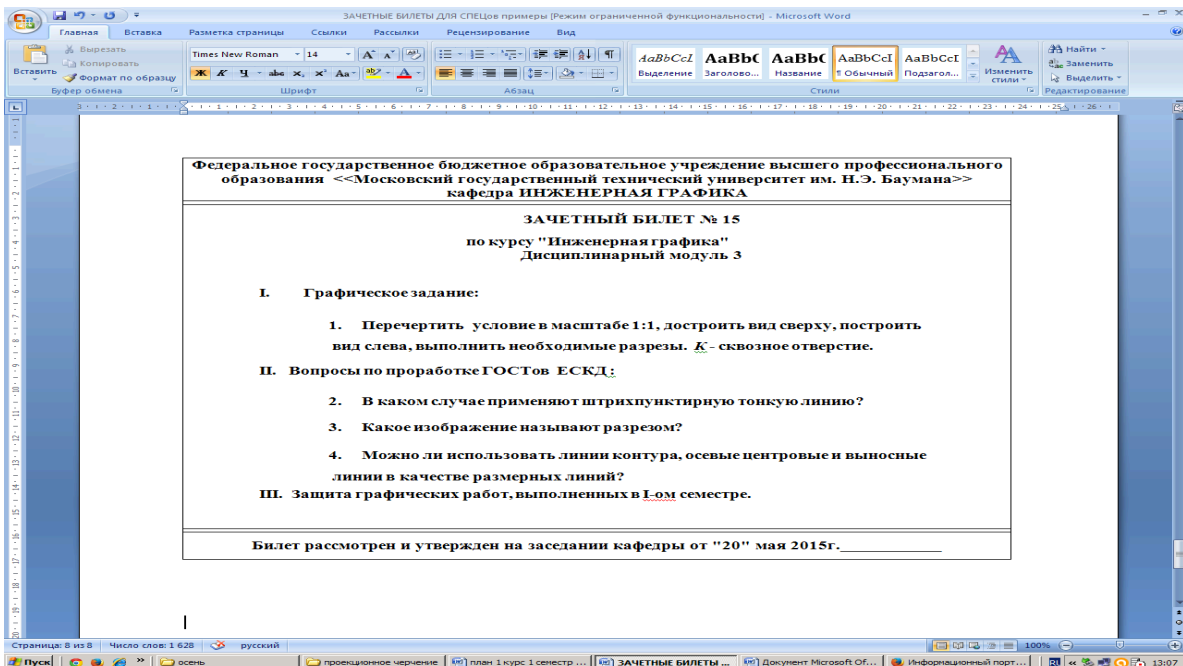 ЗАЧЕТНЫЕ БИЛЕТЫ ДЛЯ СПЕЦов примеры [Режим ограниченной функциональности] - Microsoft Word
Главная Вставка Разметка страницы Ссылки Рассылки Рецензирование Вид
Вставить
Вырезать
Копировать
Формат по образцу
Буфер обмена
Times New Roman 14
Ж К Ч abc x₂ x² Aa
Шрифт
Абзац
AaBbCcI AaBb( AaBb( AaBbCcI AaBbCcI
Выделение Заголово... Название ¶ Обычный Подзагол...
Стили
Изменить стили
Найти
Заменить
Выделить
Редактирование
Федеральное государственное бюджетное образовательное учреждение высшего профессионального
образования <<Московский государственный технический университет им. Н.Э. Баумана>>
кафедра ИНЖЕНЕРНАЯ ГРАФИКА
ЗАЧЕТНЫЙ БИЛЕТ № 15
по курсу "Инженерная графика"
Дисциплинарный модуль 3
I. Графическое задание:
1. Перечертить условие в масштабе 1:1, достроить вид сверху, построить
вид слева, выполнить необходимые разрезы. К - сквозное отверстие.
II. Вопросы по проработке ГОСТов ЕСКД:
2. В каком случае применяют штрихпунктирную тонкую линию?
3. Какое изображение называют разрезом?
4. Можно ли использовать линии контура, осевые центровые и выносные
линии в качестве размерных линий?
III. Защита графических работ, выполненных в I-ом семестре.
Билет рассмотрен и утвержден на заседании кафедры от "20" мая 2015г.____________
Страница: 8 из 8 Число слов: 1 628 русский 100%
Пуск осень проекционное черчение план 1 курс 1 семестр ... ЗАЧЕТНЫЕ БИЛЕТЫ ... Документ Microsoft Of... Информационный порт... RU 13:07